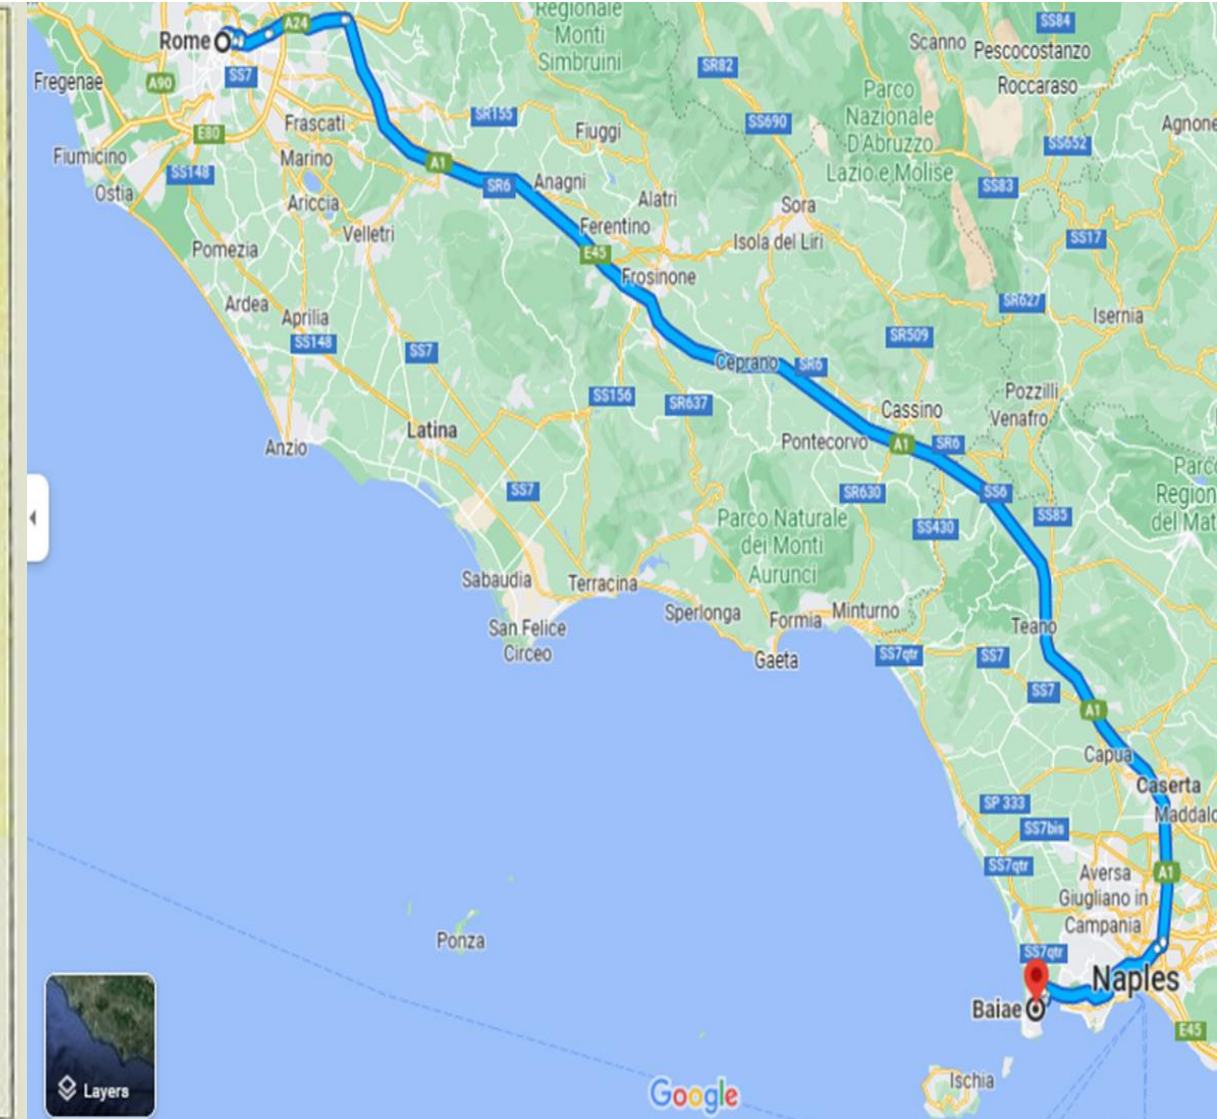 Regionale
Monti
Simbruini
SS84
Scanno
Pescocostanzo
Roccaraso
Rome
A24
SR82
Fregenae
A90
SS7
Parco
Nazionale
D'Abruzzo
Lazio e Molise
E80
Frascati
SR155
Fiuggi
SS690
Agnone
SS652
Fiumicino
SS148
Marino
A1
SR6
Anagni
SS83
Ostia
Ariccia
Alatri
Sora
Velletri
Ferentino
Isola del Liri
SS17
Pomezia
E45
Frosinone
Ardea
Aprilia
SR627
Isernia
SS148
SS7
SR509
Ceprano
SR6
SS156
SR637
Pozzilli
Cassino
Venafro
Latina
Anzio
Pontecorvo
A1
SR6
Parco
Region
del Mat
SS7
SR630
SS6
SS85
SS430
Parco Naturale
dei Monti
Aurunci
Sabaudia
Terracina
Sperlonga
Formia
Minturno
San Felice
Circeo
Gaeta
SS7qtr
SS7
Teano
SS7
A1
Capua
Caserta
SP 333
Maddalo
SS7bis
SS7qtr
Aversa
A1
Giugliano in
Campania
Ponza
SS7qtr
Naples
Baiae
E45
Ischia
Layers
Google